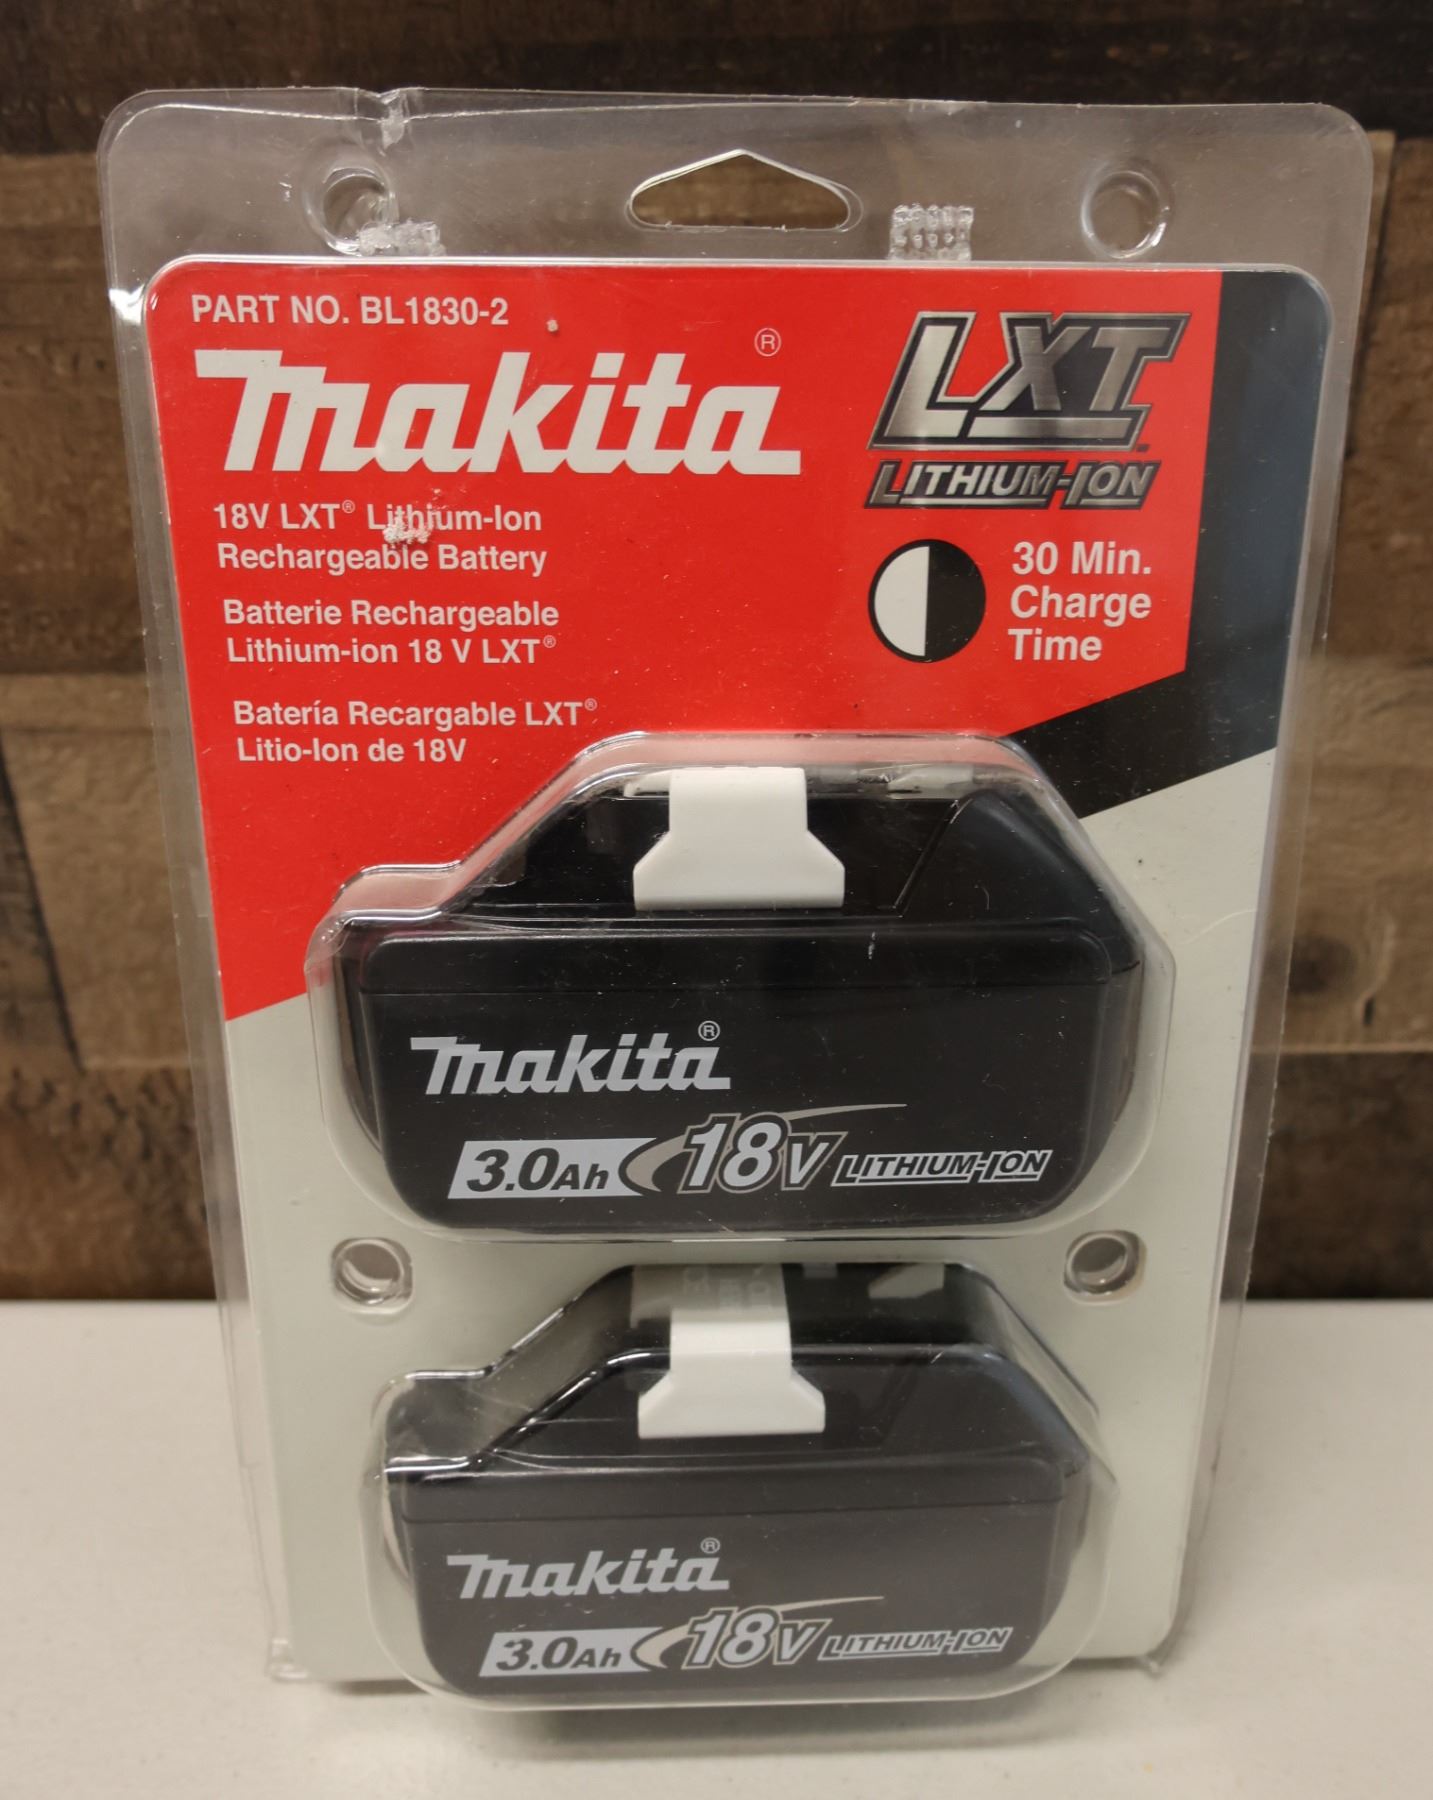 PART NO. BL1830-2
makita®
18V LXT® Lithium-Ion
Rechargeable Battery
Batterie Rechargeable
Lithium-ion 18 V LXT®
Batería Recargable LXT®
Litio-Ion de 18V
LXT
LITHIUM-ION
30 Min.
Charge
Time
makita®
3.0Ah 18V LITHIUM-ION
makita®
3.0Ah 18V LITHIUM-ION